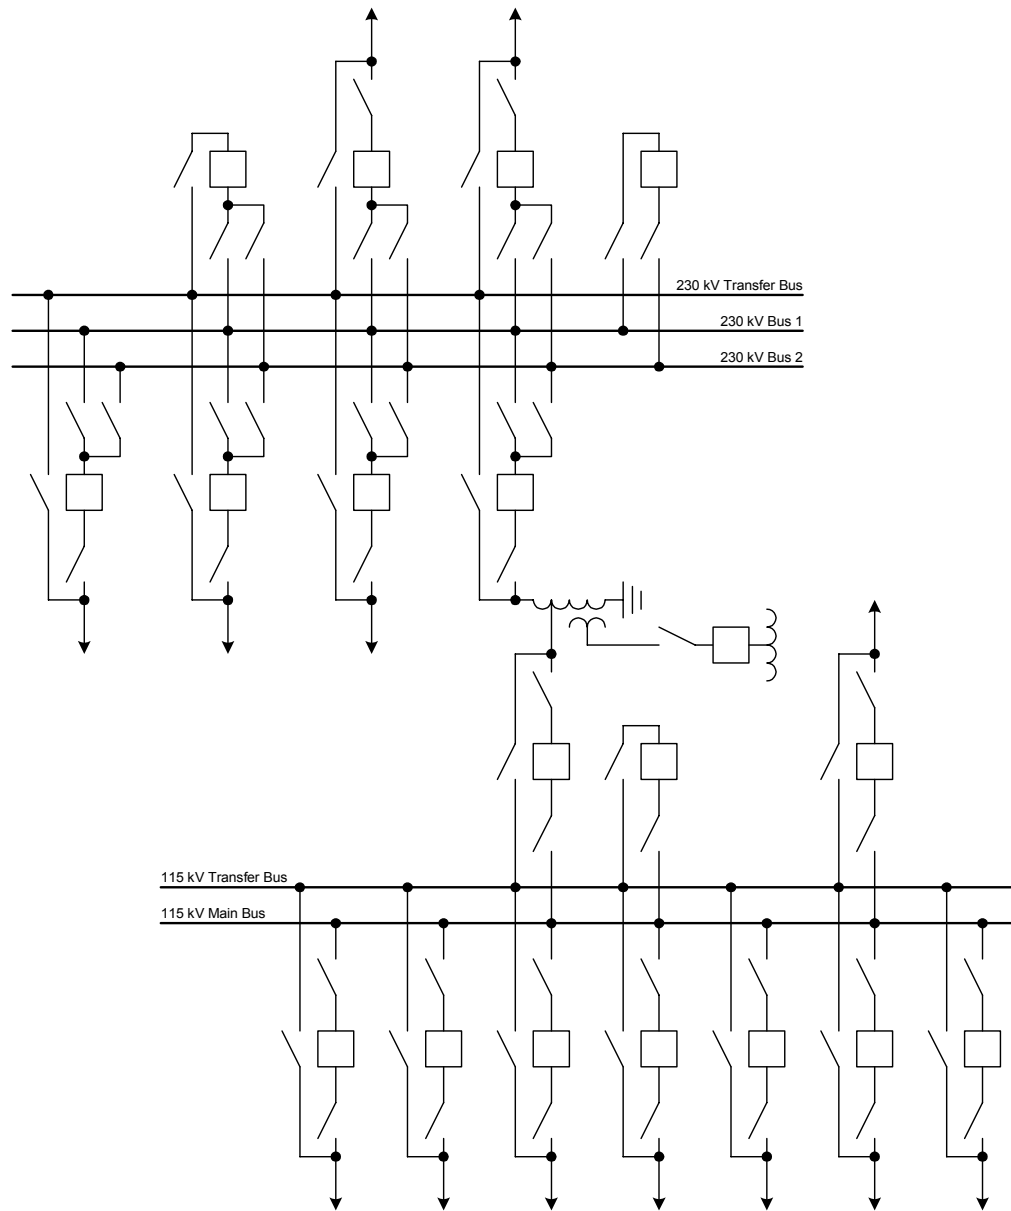 230 kV Transfer Bus
230 kV Bus 1
230 kV Bus 2
115 kV Transfer Bus
115 kV Main Bus